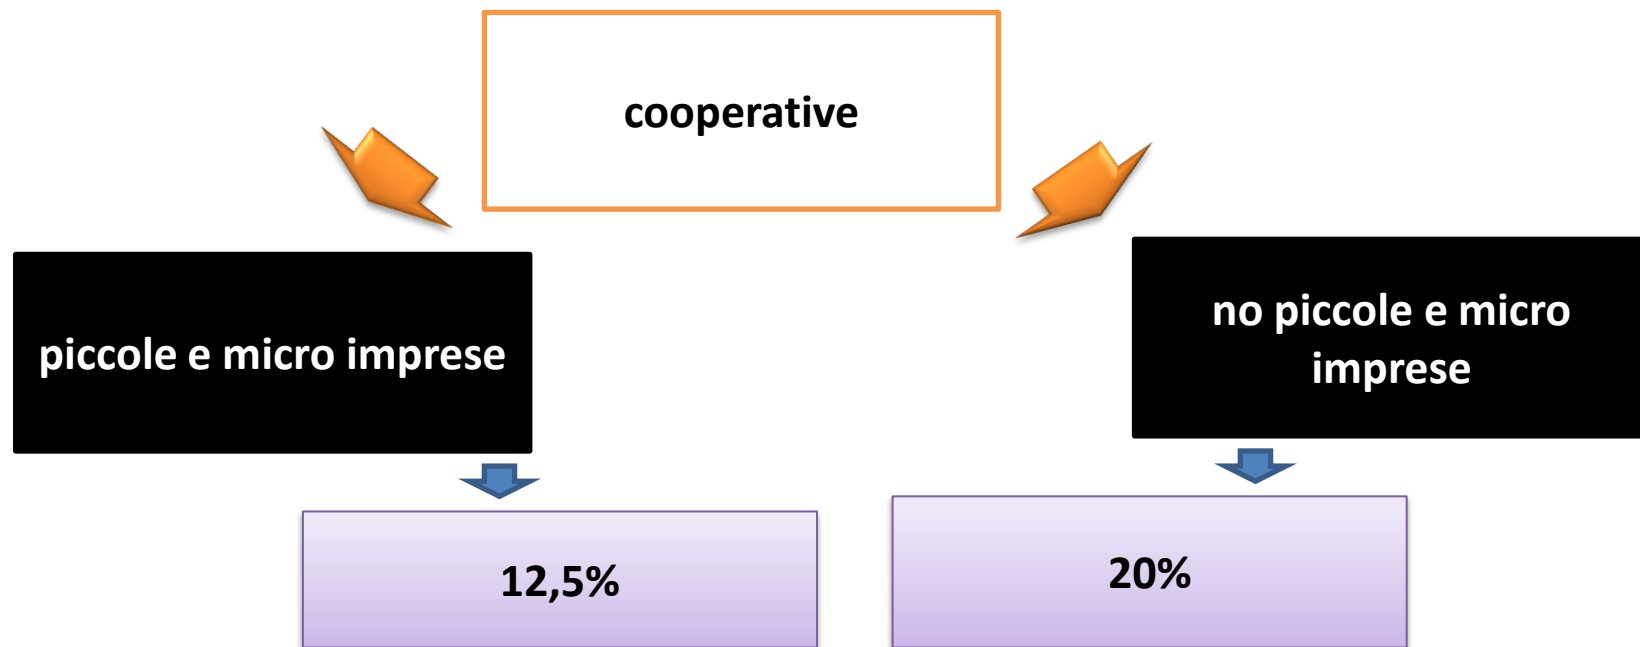 cooperative
piccole e micro imprese
no piccole e micro
imprese
12,5%
20%